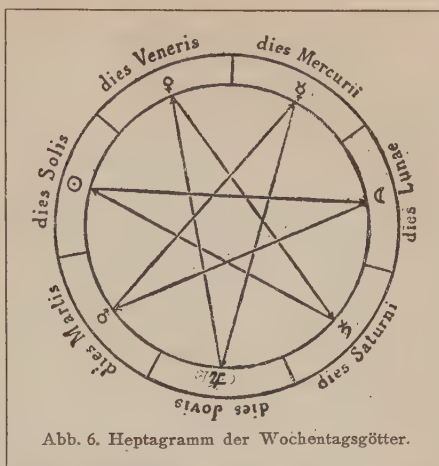 dies Veneris
dies Mercurii
dies Solis
dies Lunae
dies Martis
dies Saturni
dies Jovis
Abb. 6. Heptagramm der Wochentagsgötter.